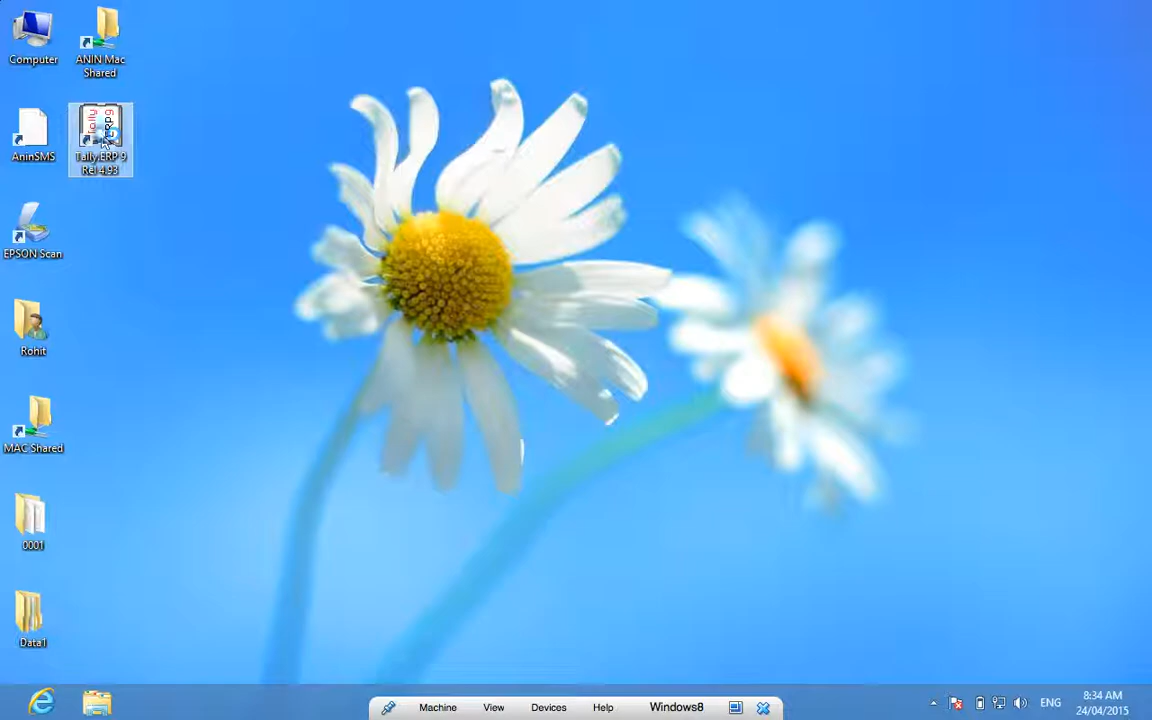 Computer
ANIN Mac
Shared
AninSMS
Tally.ERP 9
Rel 4.93
EPSON Scan
Rohit
MAC Shared
0001
Data1
Machine View Devices Help Windows8
ENG
8:34 AM
24/04/2015